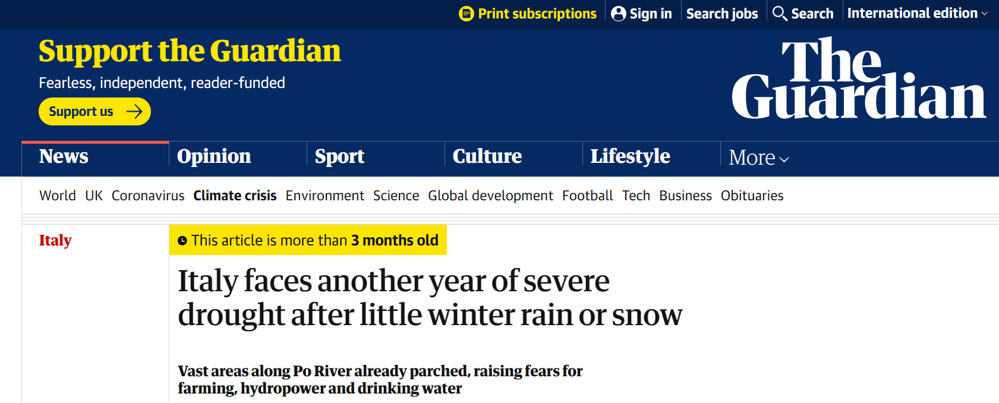 Print subscriptions Sign in Search jobs Search International edition
Support the Guardian
Fearless, independent, reader-funded
Support us
The
Guardian
News Opinion Sport Culture Lifestyle More
World UK Coronavirus Climate crisis Environment Science Global development Football Tech Business Obituaries
Italy
This article is more than 3 months old
Italy faces another year of severe
drought after little winter rain or snow
Vast areas along Po River already parched, raising fears for
farming, hydropower and drinking water